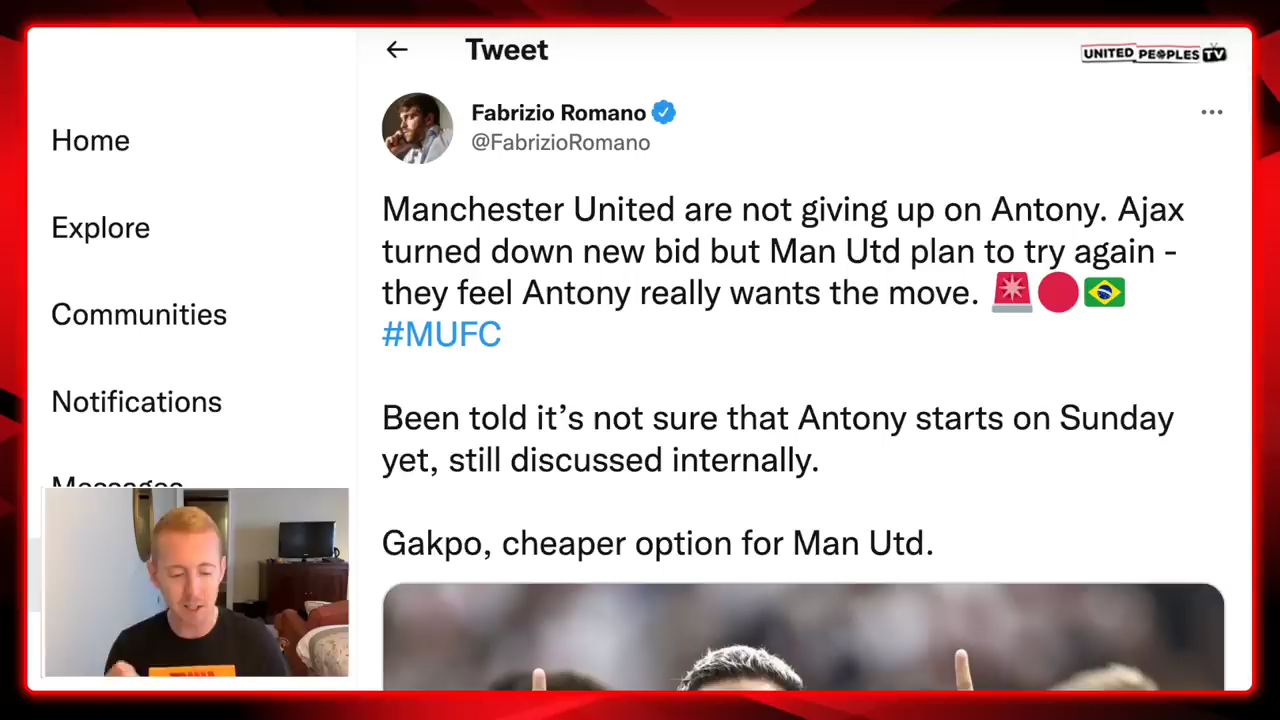 Tweet
UNITED PEOPLES TV
Home
Explore
Communities
Notifications
Messages
Fabrizio Romano
@FabrizioRomano
Manchester United are not giving up on Antony. Ajax
turned down new bid but Man Utd plan to try again -
they feel Antony really wants the move. 🚨🔴🇧🇷
#MUFC
Been told it’s not sure that Antony starts on Sunday
yet, still discussed internally.
Gakpo, cheaper option for Man Utd.